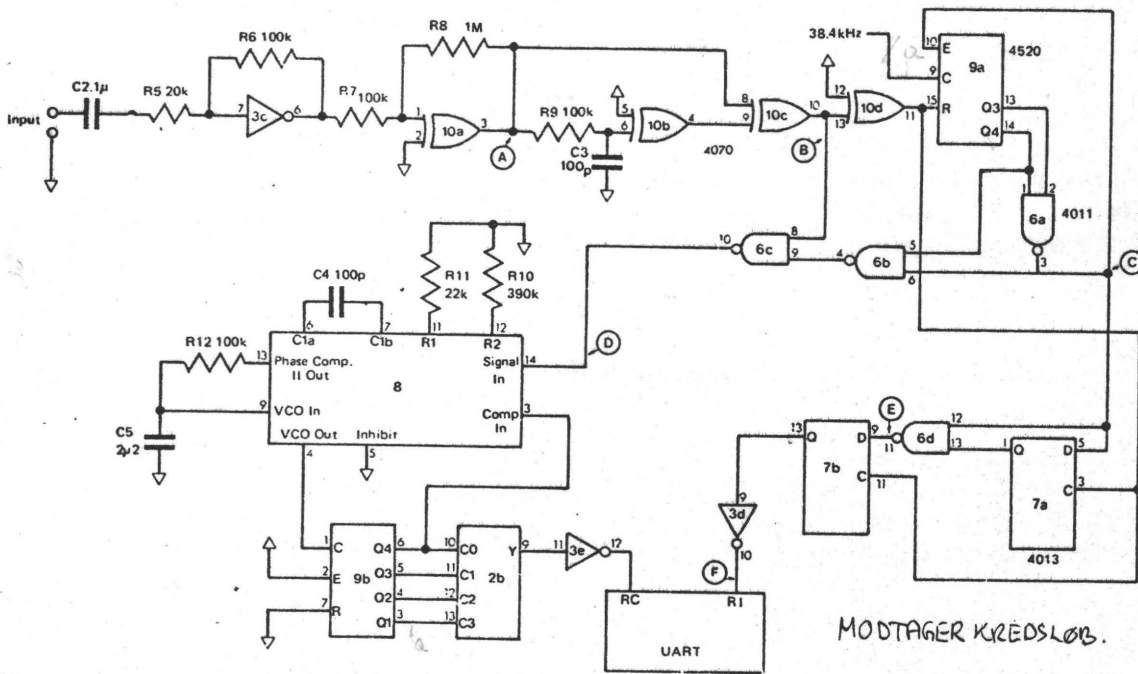 R8 1M
R6 100k
C2.1µ
R5 20k
7 3c 6
R7 100k
input
1
2
10a
3
A
R9 100k
C3
100p
5
6
10b
4
4070
8
9
10c
10
B
12
13
10d
11
38.4kHz
10 E
9 C
15 R
9a
4520
Q3 13
Q4 14
1 2
6a
4011
3
C
10
6c
8
9
4
6b
5
6
C4 100p
R11
22k
R10
390k
6
C1a
7
C1b
11
R1
12
R2
R12 100k
13 Phase Comp.
II Out
8
Signal
In
14
D
9 VCO In
Comp
In
3
VCO Out
4
Inhibit
5
C5
2µ2
1 C
2 E
7 R
9b
Q4 6
Q3 5
Q2 4
Q1 3
10 C0
11 C1
12 C2
13 C3
2b
Y 9
11 3e 12
RC
RI
UART
13 Q
7b
D 9
C 11
E
11
6d
12
13
1 Q
7a
D 5
C 3
4013
9
3d
10
F
MODTAGER KREDSLØB.